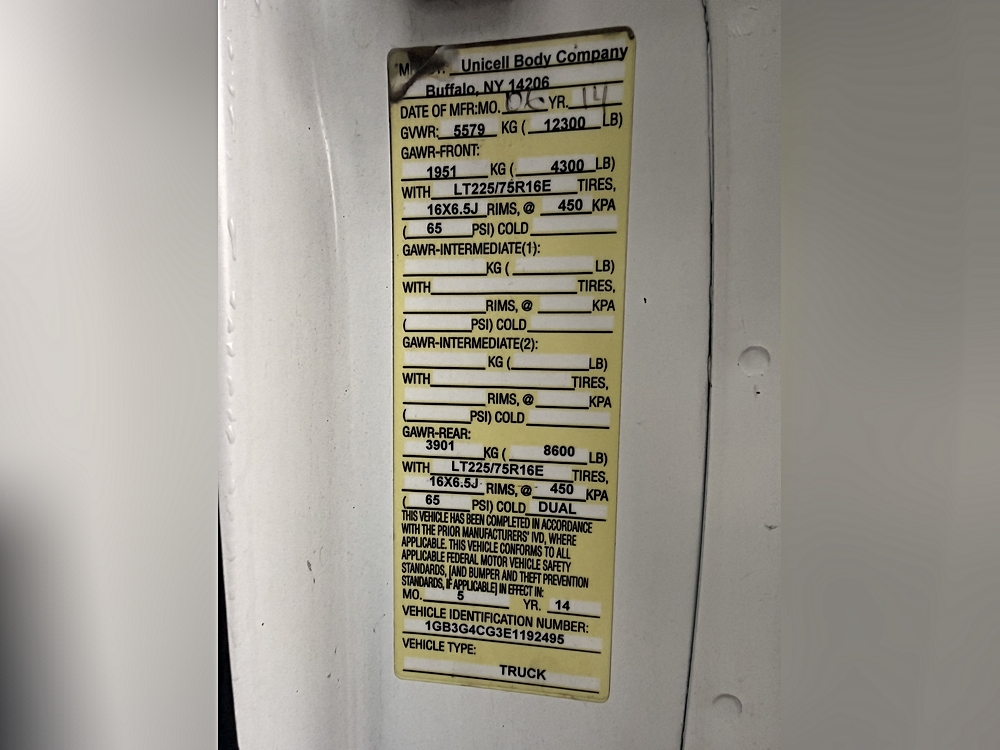 Unicell Body Company
Buffalo, NY 14206
DATE OF MFR:MO. 06 YR. 14
GVWR: 5579 KG ( 12300 LB)
GAWR-FRONT:
1951 KG ( 4300 LB)
WITH LT225/75R16E TIRES,
16X6.5J RIMS, @ 450 KPA
( 65 PSI) COLD
GAWR-INTERMEDIATE(1):
KG ( LB)
WITH TIRES,
RIMS, @ KPA
( PSI) COLD
GAWR-INTERMEDIATE(2):
KG ( LB)
WITH TIRES,
RIMS, @ KPA
( PSI) COLD
GAWR-REAR:
3901 KG ( 8600 LB)
WITH LT225/75R16E TIRES,
16X6.5J RIMS, @ 450 KPA
( 65 PSI) COLD DUAL
THIS VEHICLE HAS BEEN COMPLETED IN ACCORDANCE
WITH THE PRIOR MANUFACTURERS' IVD, WHERE
APPLICABLE. THIS VEHICLE CONFORMS TO ALL
APPLICABLE FEDERAL MOTOR VEHICLE SAFETY
STANDARDS, [AND BUMPER AND THEFT PREVENTION
STANDARDS, IF APPLICABLE] IN EFFECT IN:
MO. 5 YR. 14
VEHICLE IDENTIFICATION NUMBER:
1GB3G4CG3E1192495
VEHICLE TYPE:
TRUCK